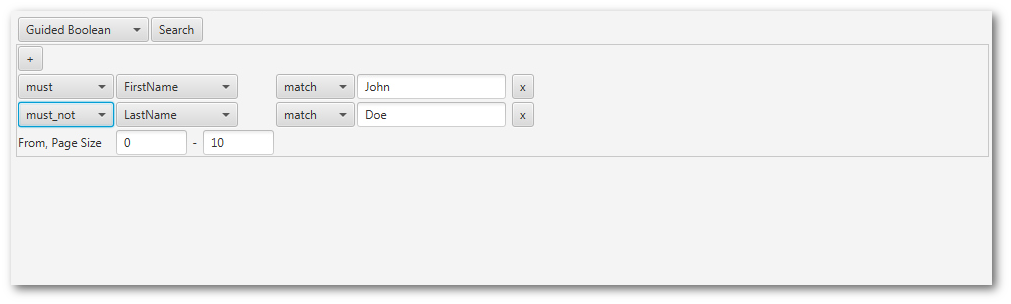 Guided Boolean Search
+
must FirstName match John x
must_not LastName match Doe x
From, Page Size 0 - 10